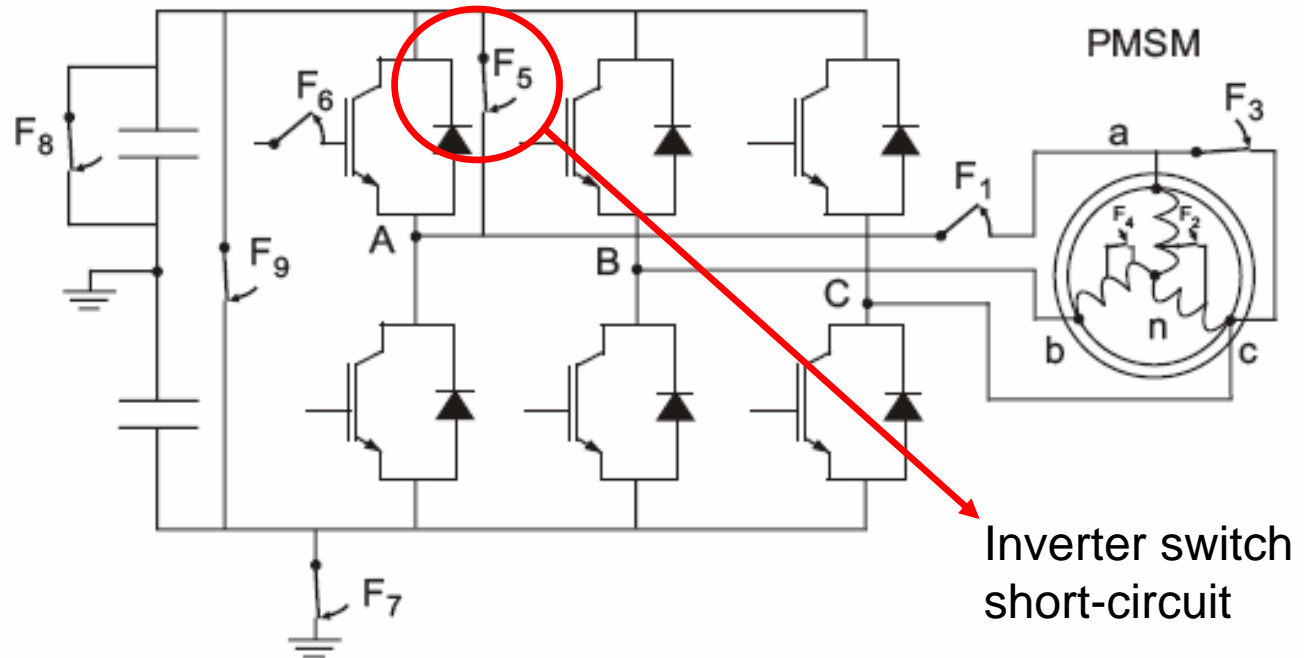 PMSM
F5
F6
F3
F8
a
F1
F4
F2
A
B
F9
C
n
b
c
Inverter switch
short-circuit
F7